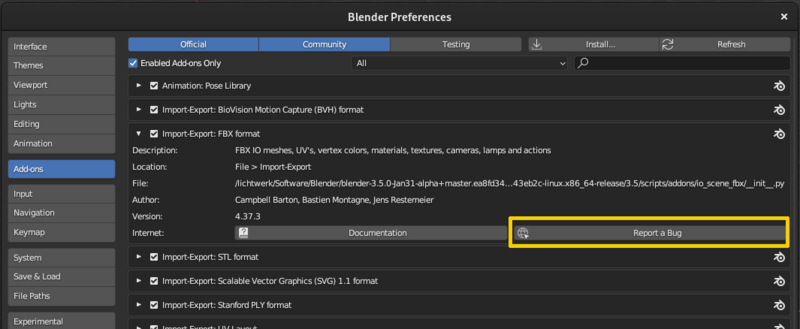 Blender Preferences
Interface
Themes
Viewport
Lights
Editing
Animation
Add-ons
Input
Navigation
Keymap
System
Save & Load
File Paths
Experimental
Official Community Testing Install... Refresh
Enabled Add-ons Only All
Animation: Pose Library
Import-Export: BioVision Motion Capture (BVH) format
Import-Export: FBX format
Description: FBX IO meshes, UV's, vertex colors, materials, textures, cameras, lamps and actions
Location: File > Import-Export
File: /lichtwerk/Software/Blender/blender-3.5.0-Jan31-alpha+master.ea8fd34...43eb2c-linux.x86_64-release/3.5/scripts/addons/io_scene_fbx/__init__.py
Author: Campbell Barton, Bastien Montagne, Jens Restemeier
Version: 4.37.3
Internet: Documentation Report a Bug
Import-Export: STL format
Import-Export: Scalable Vector Graphics (SVG) 1.1 format
Import-Export: Stanford PLY format
Import-Export: UV Layout